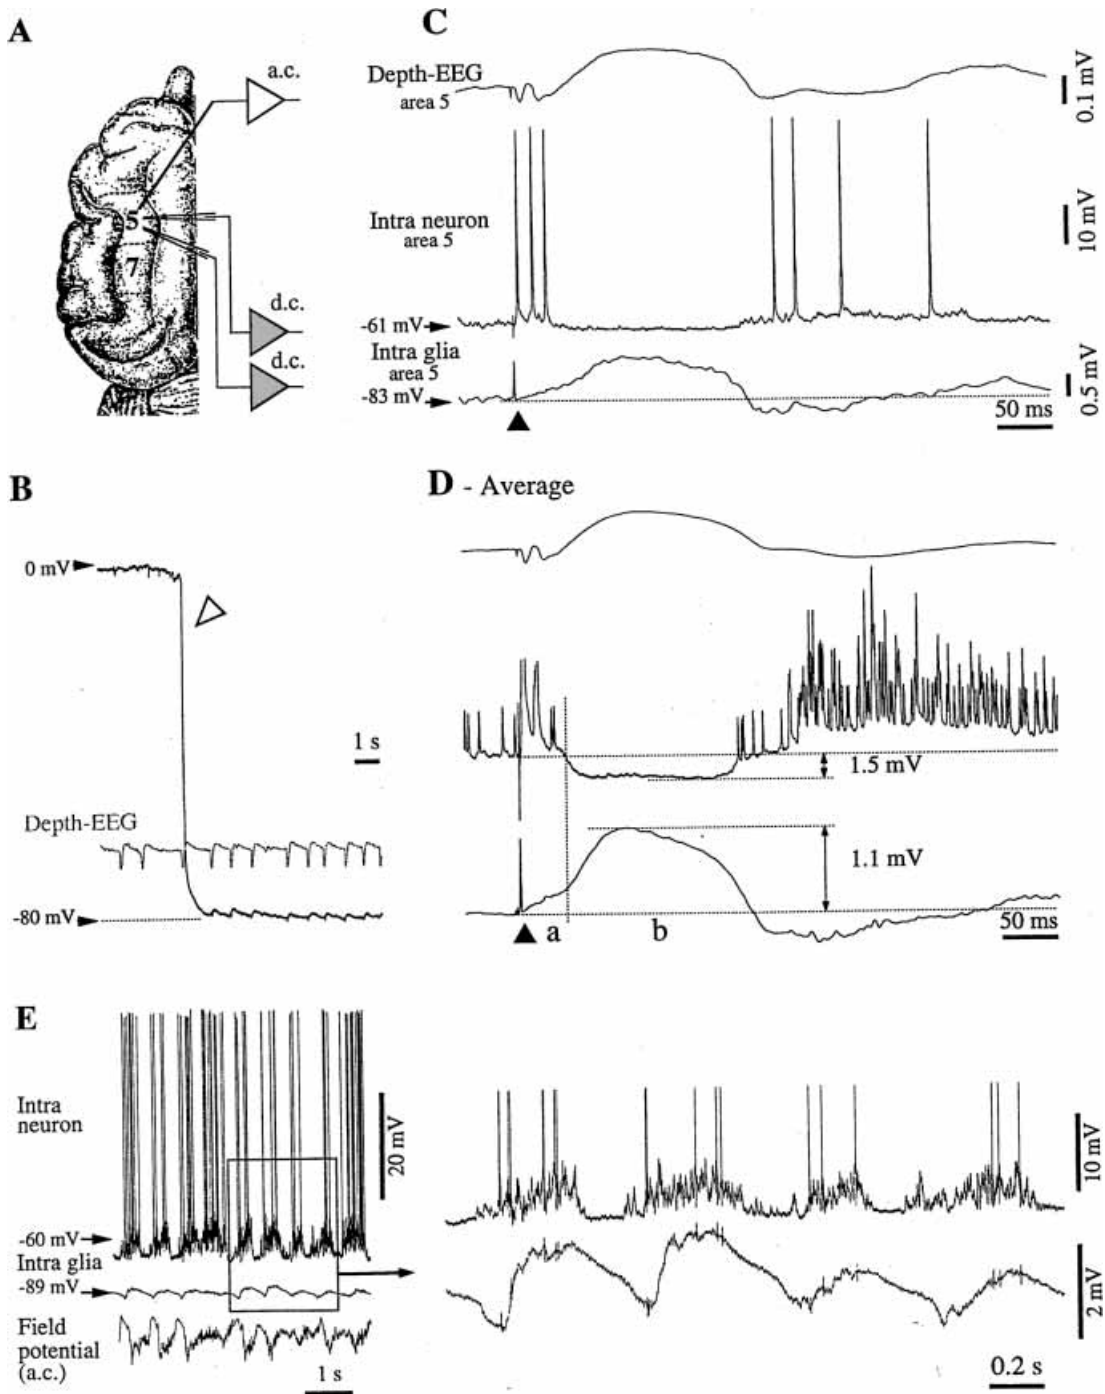 A
a.c.
5
7
d.c.
d.c.
B
0 mV
1 s
Depth-EEG
-80 mV
C
Depth-EEG
area 5
0.1 mV
Intra neuron
area 5
10 mV
-61 mV
Intra glia
area 5
-83 mV
0.5 mV
50 ms
D - Average
1.5 mV
1.1 mV
a
b
50 ms
E
Intra
neuron
20 mV
-60 mV
Intra glia
-89 mV
Field
potential
(a.c.)
1 s
10 mV
2 mV
0.2 s